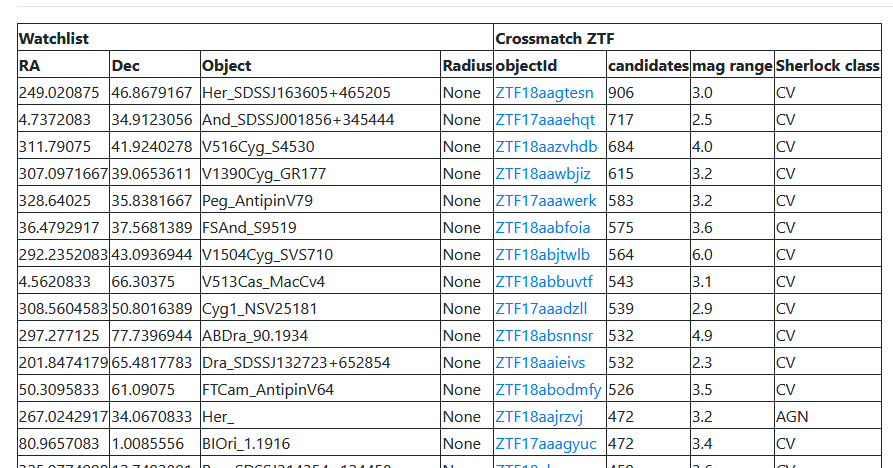 Watchlist Crossmatch ZTF
RA Dec Object Radius objectId candidates mag range Sherlock class
249.020875 46.8679167 Her_SDSSJ163605+465205 None ZTF18aagtesn 906 3.0 CV
4.7372083 34.9123056 And_SDSSJ001856+345444 None ZTF17aaaehqt 717 2.5 CV
311.79075 41.9240278 V516Cyg_S4530 None ZTF18aazvhdb 684 4.0 CV
307.0971667 39.0653611 V1390Cyg_GR177 None ZTF18aawbjiz 615 3.2 CV
328.64025 35.8381667 Peg_AntipinV79 None ZTF17aaawerk 583 3.2 CV
36.4792917 37.5681389 FSAnd_S9519 None ZTF18aabfoia 575 3.6 CV
292.2352083 43.0936944 V1504Cyg_SVS710 None ZTF18abjtwlb 564 6.0 CV
4.5620833 66.30375 V513Cas_MacCv4 None ZTF18abbuvtf 543 3.1 CV
308.5604583 50.8016389 Cyg1_NSV25181 None ZTF17aaadzll 539 2.9 CV
297.277125 77.7396944 ABDra_90.1934 None ZTF18absnnsr 532 4.9 CV
201.8474179 65.4817783 Dra_SDSSJ132723+652854 None ZTF18aaieivs 532 2.3 CV
50.3095833 61.09075 FTCam_AntipinV64 None ZTF18abodmfy 526 3.5 CV
267.0242917 34.0670833 Her_ None ZTF18aajrzvj 472 3.2 AGN
80.9657083 1.0085556 BIOri_1.1916 None ZTF17aaagyuc 472 3.4 CV